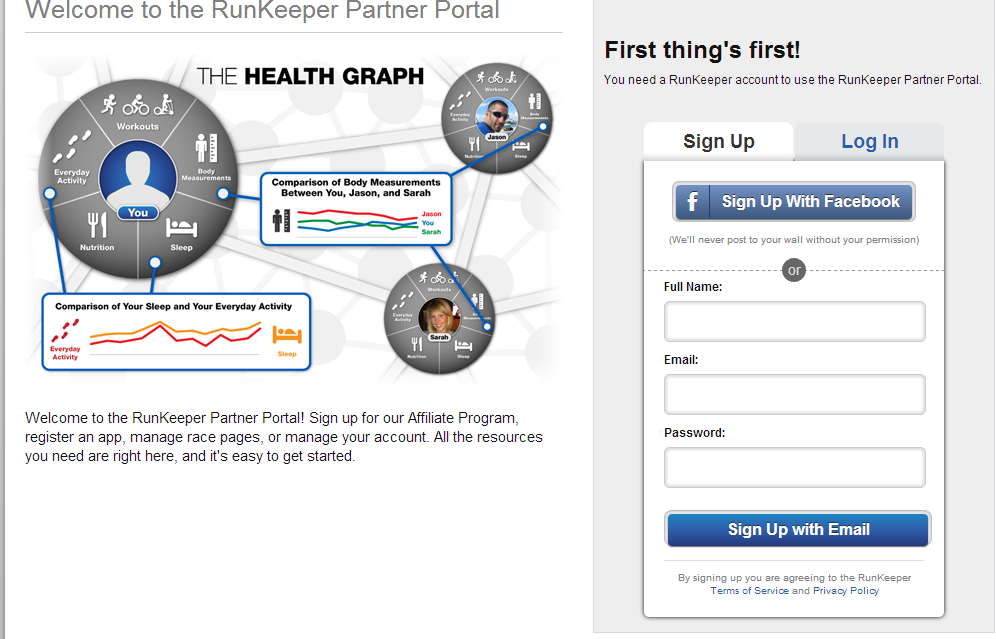 Welcome to the RunKeeper Partner Portal
THE HEALTH GRAPH
Workouts
Everyday
Activity
Body
Measurements
You
Nutrition
Sleep
Workouts
Everyday
Activity
Body
Measurements
Jason
Nutrition
Sleep
Comparison of Body Measurements
Between You, Jason, and Sarah
Jason
You
Sarah
Workouts
Everyday
Activity
Body
Measurements
Sarah
Nutrition
Sleep
Comparison of Your Sleep and Your Everyday Activity
Everyday
Activity
Sleep
Welcome to the RunKeeper Partner Portal! Sign up for our Affiliate Program,
register an app, manage race pages, or manage your account. All the resources
you need are right here, and it's easy to get started.
First thing's first!
You need a RunKeeper account to use the RunKeeper Partner Portal.
Sign Up
Log In
f Sign Up With Facebook
(We'll never post to your wall without your permission)
or
Full Name:
Email:
Password:
Sign Up with Email
By signing up you are agreeing to the RunKeeper
Terms of Service and Privacy Policy